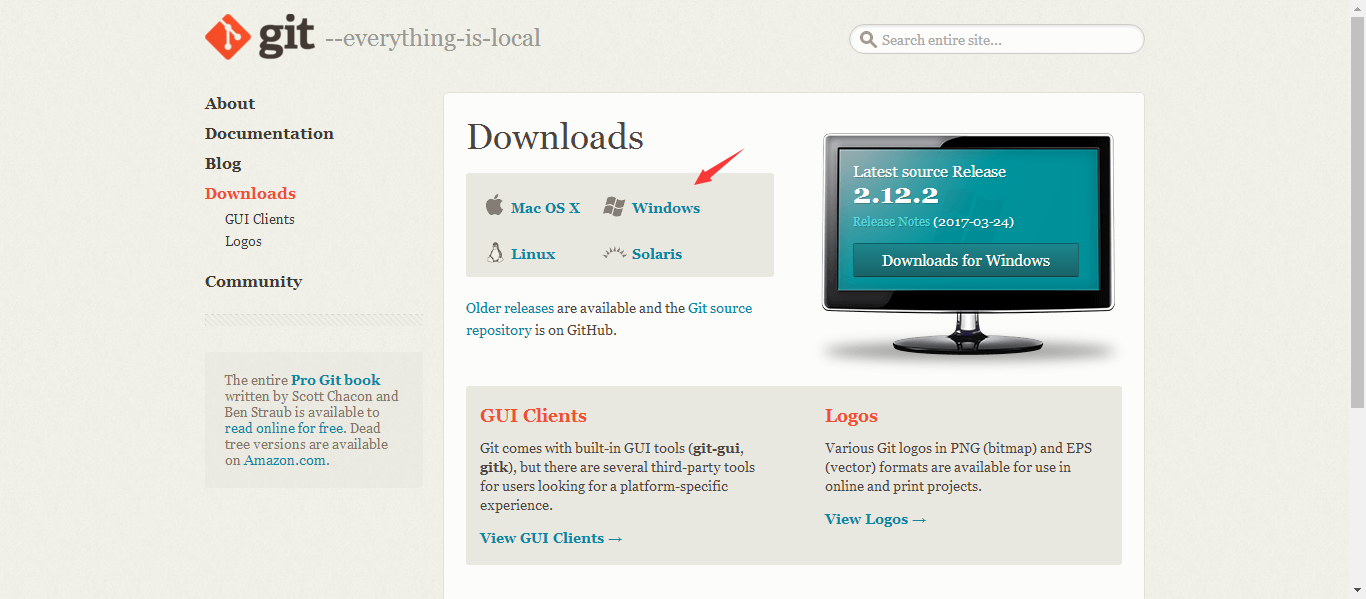 git --everything-is-local
Search entire site...
About
Documentation
Blog
Downloads
GUI Clients
Logos
Community
The entire Pro Git book
written by Scott Chacon and
Ben Straub is available to
read online for free. Dead
tree versions are available
on Amazon.com.
Downloads
Mac OS X
Windows
Linux
Solaris
Older releases are available and the Git source
repository is on GitHub.
Latest source Release
2.12.2
Release Notes (2017-03-24)
Downloads for Windows
GUI Clients
Git comes with built-in GUI tools (git-gui,
gitk), but there are several third-party tools
for users looking for a platform-specific
experience.
View GUI Clients →
Logos
Various Git logos in PNG (bitmap) and EPS
(vector) formats are available for use in
online and print projects.
View Logos →